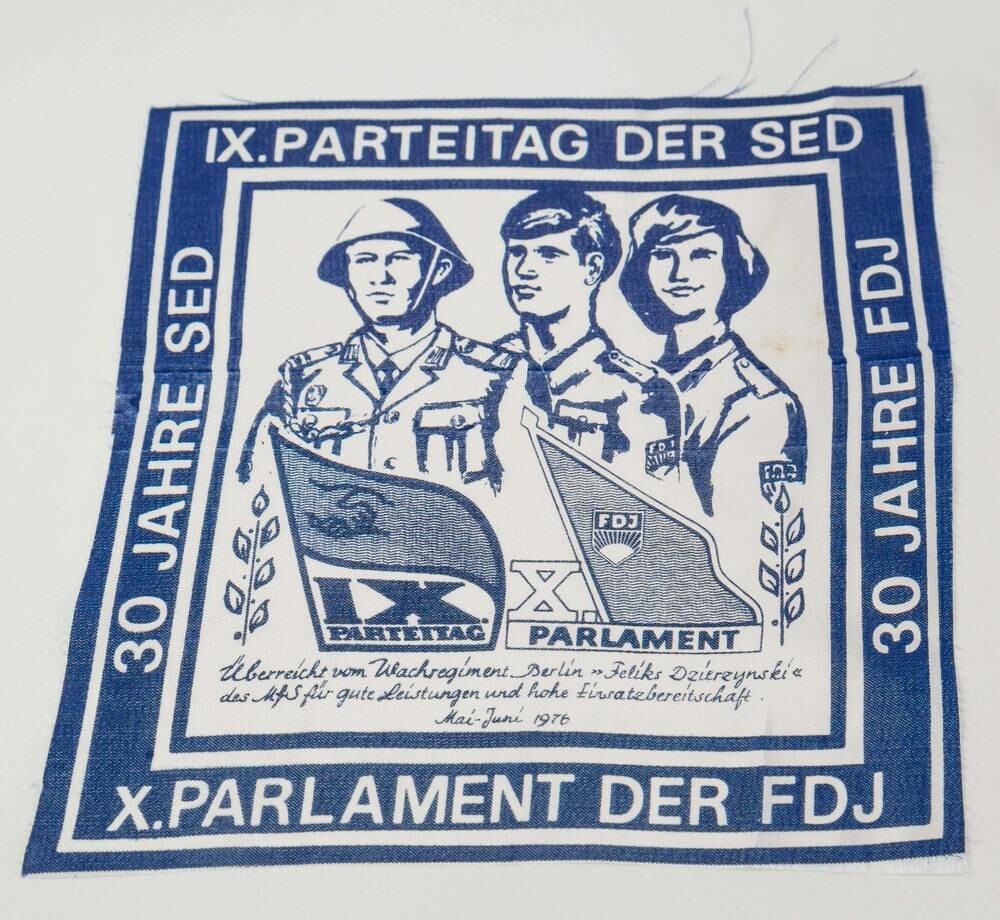 IX. PARTEITAG DER SED
30 JAHRE SED
30 JAHRE FDJ
FDJ
FDJ
FDJ
IX.
PARTEITAG
X.
PARLAMENT
Überreicht vom Wachregiment Berlin »Feliks Dzierzynski«
des MfS für gute Leistungen und hohe Einsatzbereitschaft.
Mai-Juni 1976
X. PARLAMENT DER FDJ